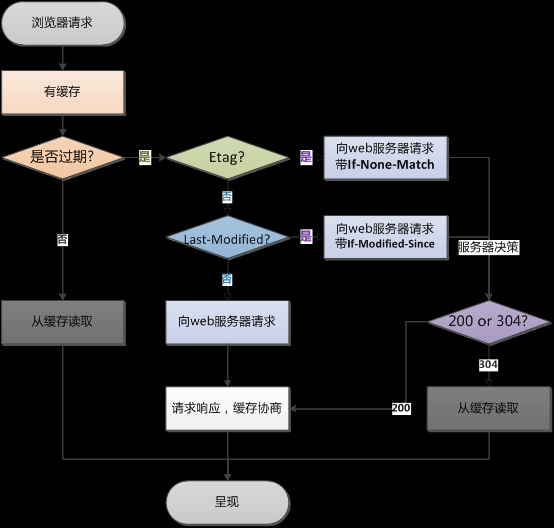 浏览器请求
有缓存
是否过期?
是
Etag?
是
向web服务器请求
带If-None-Match
否
否
Last-Modified?
是
向web服务器请求
带If-Modified-Since
服务器决策
否
从缓存读取
向web服务器请求
200 or 304?
304
请求响应，缓存协商
200
从缓存读取
呈现